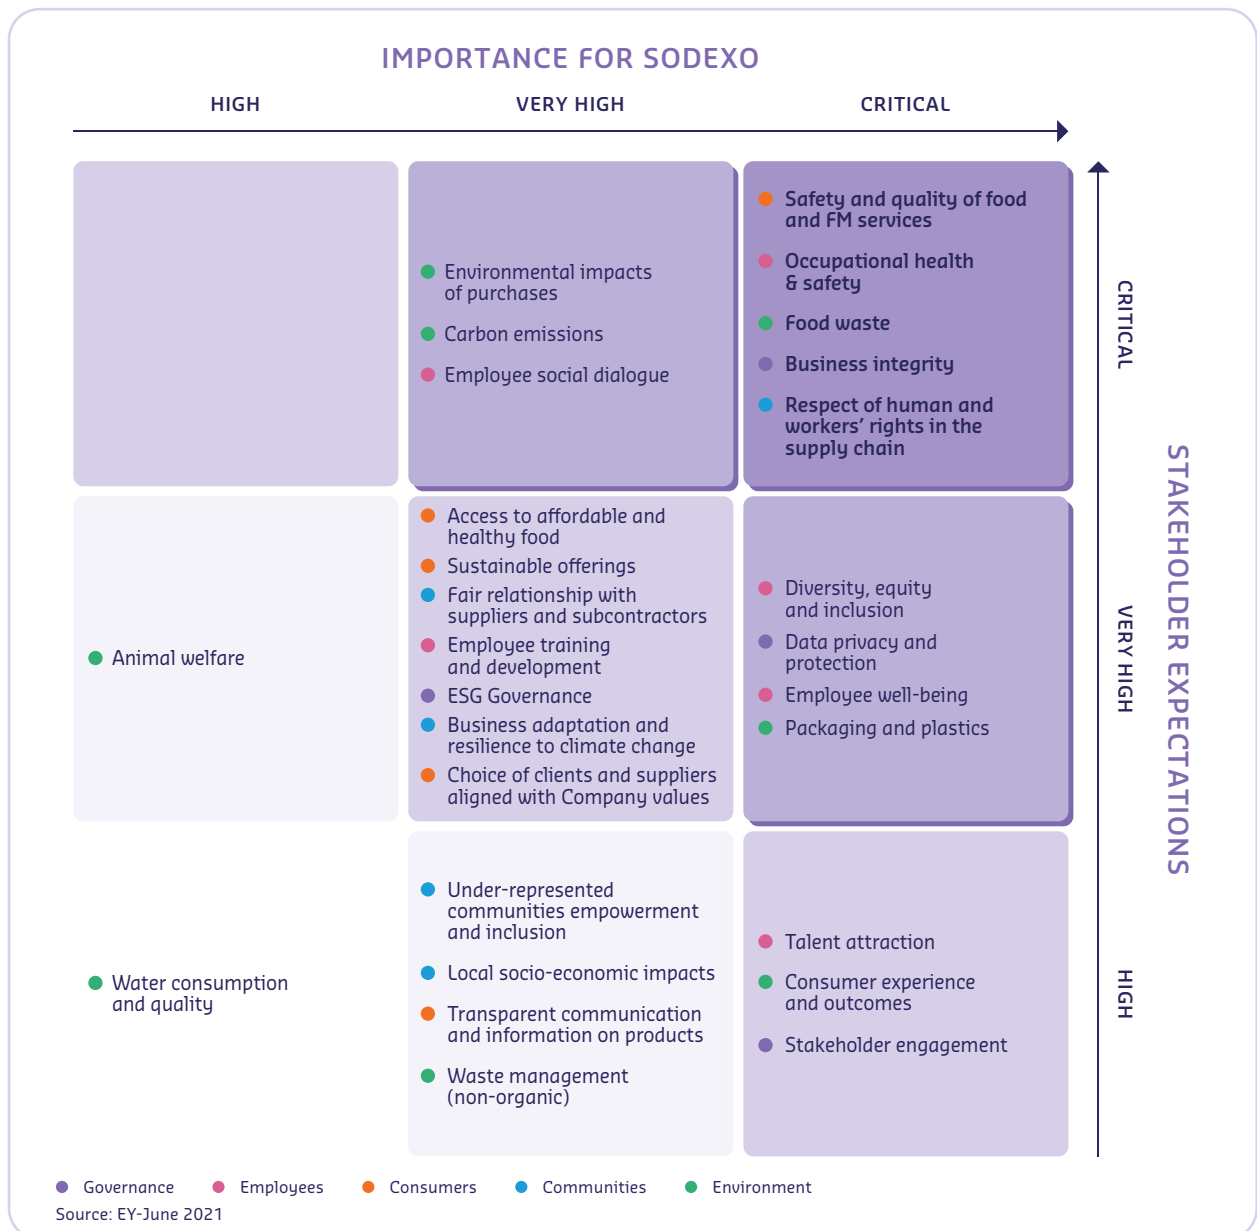 IMPORTANCE FOR SODEXO
HIGH
VERY HIGH
CRITICAL
Environmental impacts
of purchases
Carbon emissions
Employee social dialogue
Safety and quality of food
and FM services
Occupational health
& safety
Food waste
Business integrity
Respect of human and
workers’ rights in the
supply chain
CRITICAL
Animal welfare
Access to affordable and
healthy food
Sustainable offerings
Fair relationship with
suppliers and subcontractors
Employee training
and development
ESG Governance
Business adaptation and
resilience to climate change
Choice of clients and suppliers
aligned with Company values
Diversity, equity
and inclusion
Data privacy and
protection
Employee well-being
Packaging and plastics
VERY HIGH
STAKEHOLDER EXPECTATIONS
Water consumption
and quality
Under-represented
communities empowerment
and inclusion
Local socio-economic impacts
Transparent communication
and information on products
Waste management
(non-organic)
Talent attraction
Consumer experience
and outcomes
Stakeholder engagement
HIGH
Governance
Employees
Consumers
Communities
Environment
Source: EY-June 2021